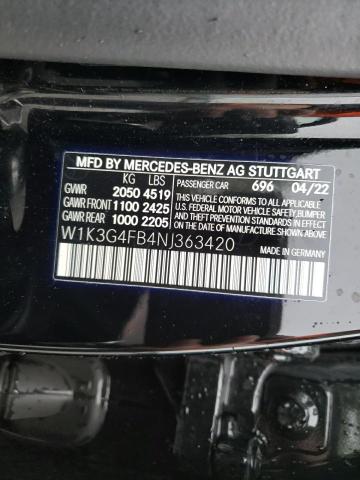 MFD BY MERCEDES-BENZ AG STUTTGART
KG LBS PASSENGER CAR 696 04/22
GVWR 2050 4519 THIS VEHICLE CONFORMS TO ALL APPLICABLE
GAWR FRONT 1100 2425 U.S. FEDERAL MOTOR VEHICLE SAFETY,BUMPER,
GAWR REAR 1000 2205 AND THEFT PREVENTION STANDARDS IN EFFECT
ON THE DATE OF MANUFACTURE SHOWN ABOVE.
W1K3G4FB4NJ363420
MADE IN GERMANY